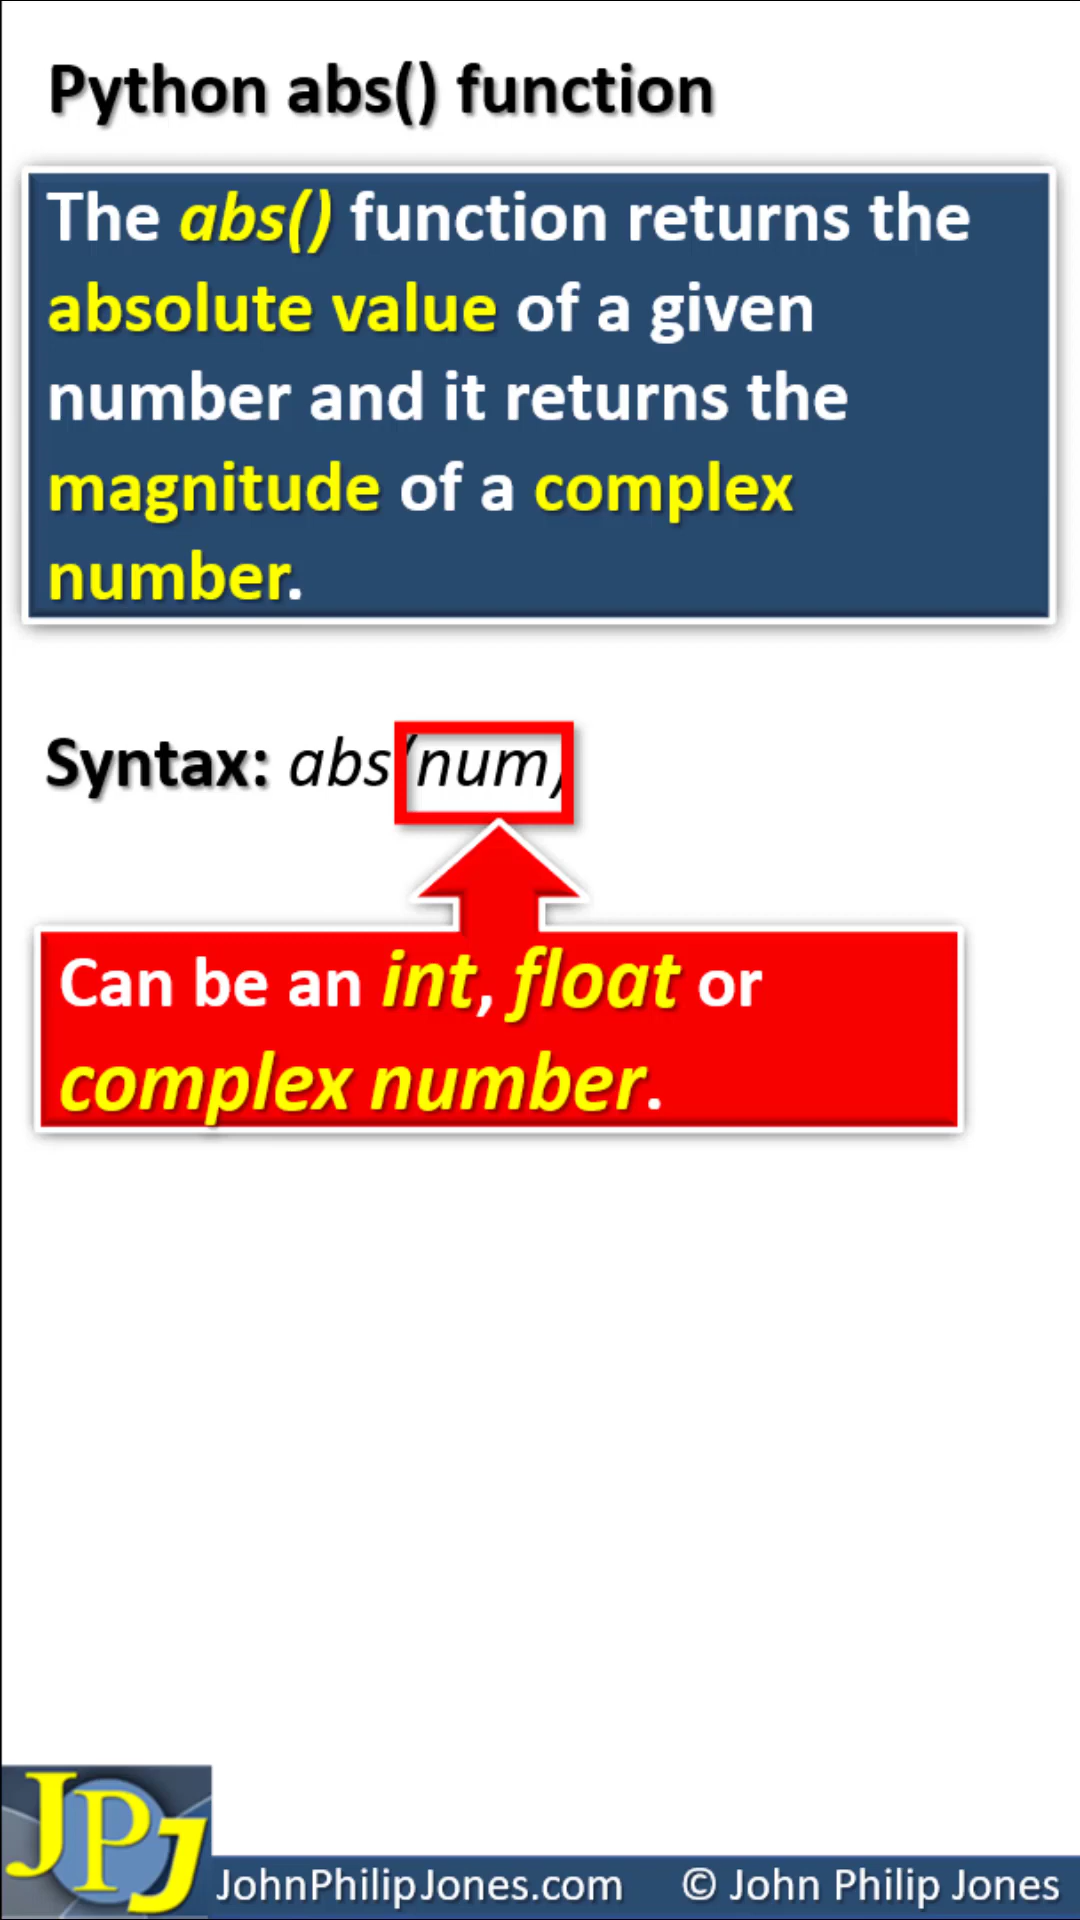 Python abs() function
The abs() function returns the
absolute value of a given
number and it returns the
magnitude of a complex
number.
Syntax: abs(num)
Can be an int, float or
complex number.
JPJ
JohnPhilipJones.com © John Philip Jones